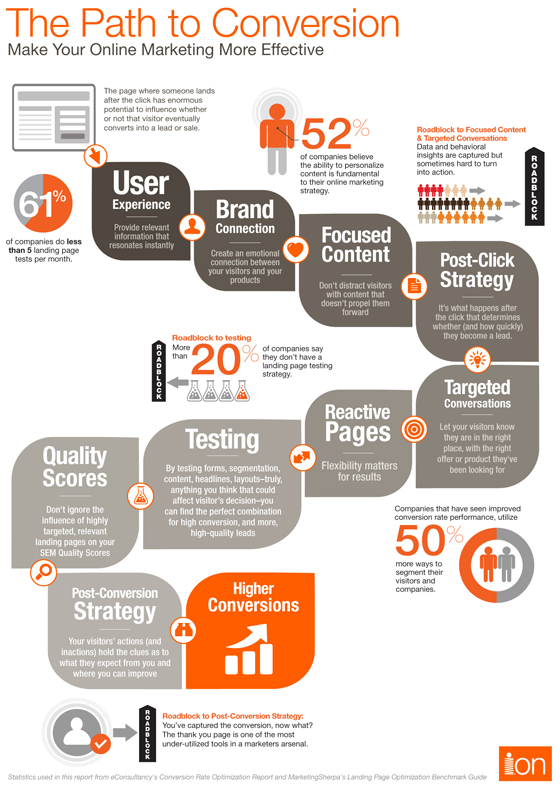 The Path to Conversion
Make Your Online Marketing More Effective
The page where someone lands
after the click has enormous
potential to influence whether
or not that visitor eventually
converts into a lead or sale.
52%
of companies believe
the ability to personalize
content is fundamental
to their online marketing
strategy.
Roadblock to Focused Content
& Targeted Conversations
Data and behavioral
insights are captured but
sometimes hard to turn
into action.
ROADBLOCK
61%
of companies do less
than 5 landing page
tests per month.
User
Experience
Provide relevant
information that
resonates instantly
Brand
Connection
Create an emotional
connection between
your visitors and your
products
Focused
Content
Don't distract visitors
with content that
doesn't propel them
forward
Post-Click
Strategy
It's what happens after
the click that determines
whether (and how quickly)
they become a lead.
Roadblock to testing
More
than
20%
of companies say
they don't have a
landing page testing
strategy.
ROADBLOCK
Targeted
Conversations
Let your visitors know
they are in the right
place, with the right
offer or product they've
been looking for
Reactive
Pages
Flexibility matters
for results
Testing
By testing forms, segmentation,
content, headlines, layouts–truly,
anything you think that could
affect visitor's decision–you
can find the perfect combination
for high conversion, and more,
high-quality leads
Quality
Scores
Don't ignore the
influence of highly
targeted, relevant
landing pages on your
SEM Quality Scores
Companies that have seen improved
conversion rate performance, utilize
50%
more ways to
segment their
visitors and
companies.
Post-Conversion
Strategy
Your visitors' actions (and
inactions) hold the clues as to
what they expect from you and
where you can improve
Higher
Conversions
ROADBLOCK
Roadblock to Post-Conversion Strategy:
You've captured the conversion, now what?
The thank you page is one of the most
under-utilized tools in a marketers arsenal.
ion
Statistics used in this report from eConsultancy's Conversion Rate Optimization Report and MarketingSherpa's Landing Page Optimization Benchmark Guide